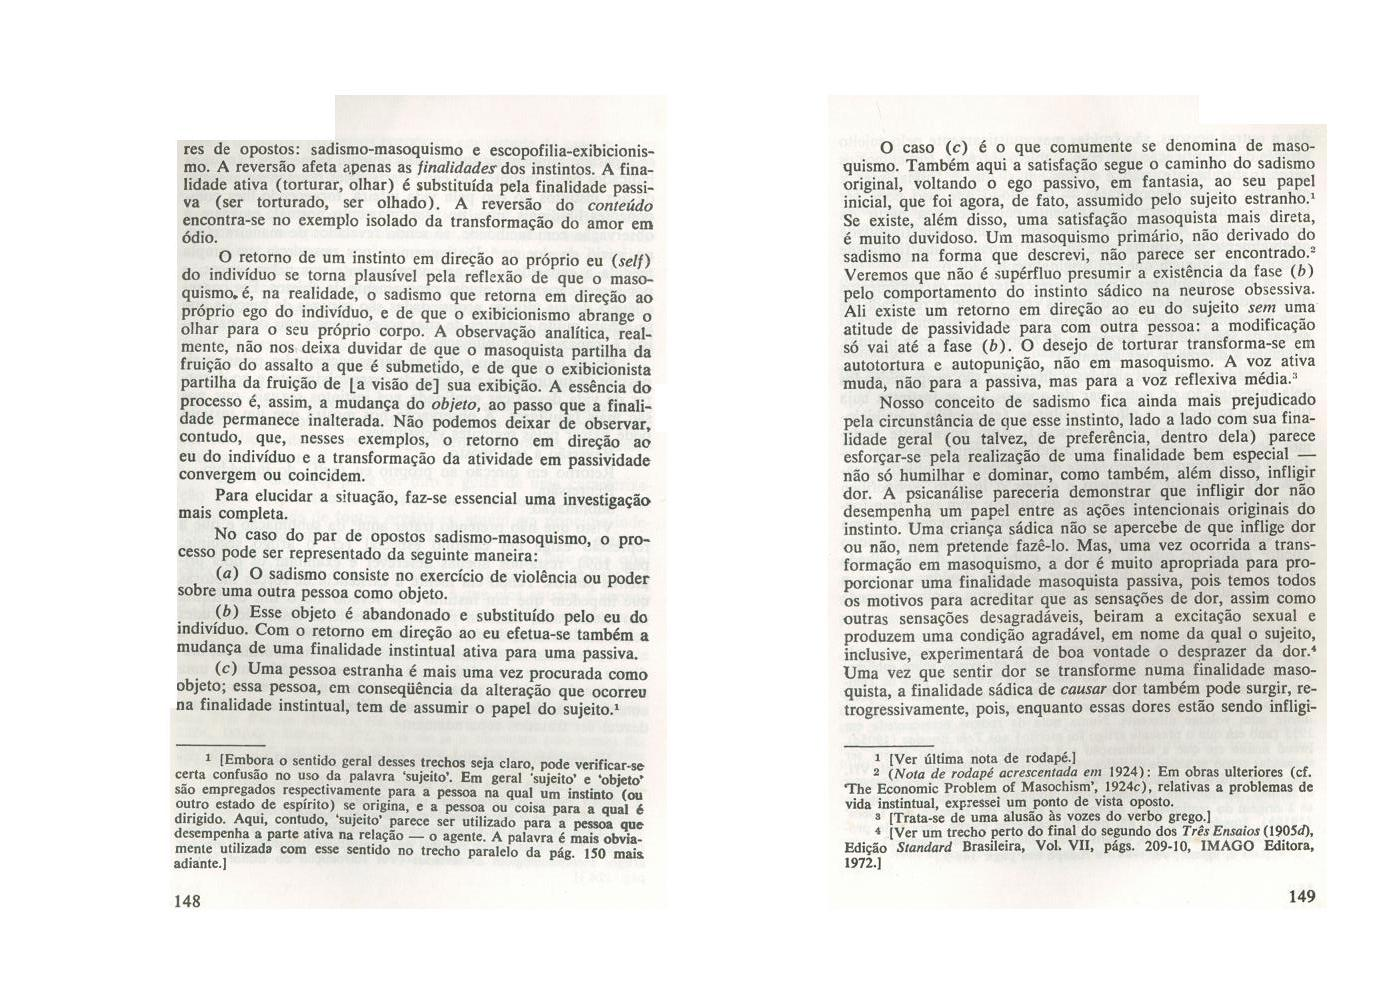 res de opostos: sadismo-masoquismo e escopofilia-exibicionis-
mo. A reversão afeta apenas as finalidades dos instintos. A fina-
lidade ativa (torturar, olhar) é substituída pela finalidade passi-
va (ser torturado, ser olhado). A reversão do conteúdo
encontra-se no exemplo isolado da transformação do amor em
ódio.
O retorno de um instinto em direção ao próprio eu (self)
do indivíduo se torna plausível pela reflexão de que o maso-
quismo, é, na realidade, o sadismo que retorna em direção ao
próprio ego do indivíduo, e de que o exibicionismo abrange o
olhar para o seu próprio corpo. A observação analítica, real-
mente, não nos deixa duvidar de que o masoquista partilha da
fruição do assalto a que é submetido, e de que o exibicionista
partilha da fruição de [a visão de] sua exibição. A essência do
processo é, assim, a mudança do objeto, ao passo que a finali-
dade permanece inalterada. Não podemos deixar de observar,
contudo, que, nesses exemplos, o retorno em direção ao
eu do indivíduo e a transformação da atividade em passividade
convergem ou coincidem.
Para elucidar a situação, faz-se essencial uma investigação
mais completa.
No caso do par de opostos sadismo-masoquismo, o pro-
cesso pode ser representado da seguinte maneira:
(a) O sadismo consiste no exercício de violência ou poder
sobre uma outra pessoa como objeto.
(b) Esse objeto é abandonado e substituído pelo eu do
indivíduo. Com o retorno em direção ao eu efetua-se também a
mudança de uma finalidade instintual ativa para uma passiva.
(c) Uma pessoa estranha é mais uma vez procurada como
objeto; essa pessoa, em conseqüência da alteração que ocorreu
na finalidade instintual, tem de assumir o papel do sujeito.¹
¹ [Embora o sentido geral desses trechos seja claro, pode verificar-se
certa confusão no uso da palavra ‘sujeito’. Em geral ‘sujeito’ e ‘objeto’
são empregados respectivamente para a pessoa na qual um instinto (ou
outro estado de espírito) se origina, e a pessoa ou coisa para a qual é
dirigido. Aqui, contudo, ‘sujeito’ parece ser utilizado para a pessoa que
desempenha a parte ativa na relação — o agente. A palavra é mais obvia-
mente utilizada com esse sentido no trecho paralelo da pág. 150 mais
adiante.]
148
O caso (c) é o que comumente se denomina de maso-
quismo. Também aqui a satisfação segue o caminho do sadismo
original, voltando o ego passivo, em fantasia, ao seu papel
inicial, que foi agora, de fato, assumido pelo sujeito estranho.¹
Se existe, além disso, uma satisfação masoquista mais direta,
é muito duvidoso. Um masoquismo primário, não derivado do
sadismo na forma que descrevi, não parece ser encontrado.²
Veremos que não é supérfluo presumir a existência da fase (b)
pelo comportamento do instinto sádico na neurose obsessiva.
Ali existe um retorno em direção ao eu do sujeito sem uma
atitude de passividade para com outra pessoa: a modificação
só vai até a fase (b). O desejo de torturar transforma-se em
autotortura e autopunição, não em masoquismo. A voz ativa
muda, não para a passiva, mas para a voz reflexiva média.³
Nosso conceito de sadismo fica ainda mais prejudicado
pela circunstância de que esse instinto, lado a lado com sua fina-
lidade geral (ou talvez, de preferência, dentro dela) parece
esforçar-se pela realização de uma finalidade bem especial —
não só humilhar e dominar, como também, além disso, infligir
dor. A psicanálise pareceria demonstrar que infligir dor não
desempenha um papel entre as ações intencionais originais do
instinto. Uma criança sádica não se apercebe de que inflige dor
ou não, nem pretende fazê-lo. Mas, uma vez ocorrida a trans-
formação em masoquismo, a dor é muito apropriada para pro-
porcionar uma finalidade masoquista passiva, pois temos todos
os motivos para acreditar que as sensações de dor, assim como
outras sensações desagradáveis, beiram a excitação sexual e
produzem uma condição agradável, em nome da qual o sujeito,
inclusive, experimentará de boa vontade o desprazer da dor.⁴
Uma vez que sentir dor se transforme numa finalidade maso-
quista, a finalidade sádica de causar dor também pode surgir, re-
trogressivamente, pois, enquanto essas dores estão sendo infligi-
¹ [Ver última nota de rodapé.]
² (Nota de rodapé acrescentada em 1924): Em obras ulteriores (cf.
‘The Economic Problem of Masochism’, 1924c), relativas a problemas de
vida instintual, expressei um ponto de vista oposto.
³ [Trata-se de uma alusão às vozes do verbo grego.]
⁴ [Ver um trecho perto do final do segundo dos Três Ensaios (1905d),
Edição Standard Brasileira, Vol. VII, págs. 209-10, IMAGO Editora,
1972.]
149